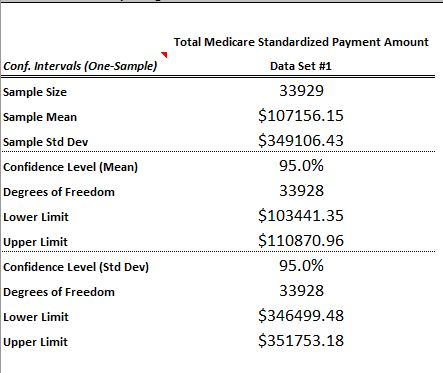 Total Medicare Standardized Payment Amount
Conf. Intervals (One-Sample) Data Set #1
Sample Size 33929
Sample Mean $107156.15
Sample Std Dev $349106.43
Confidence Level (Mean) 95.0%
Degrees of Freedom 33928
Lower Limit $103441.35
Upper Limit $110870.96
Confidence Level (Std Dev) 95.0%
Degrees of Freedom 33928
Lower Limit $346499.48
Upper Limit $351753.18